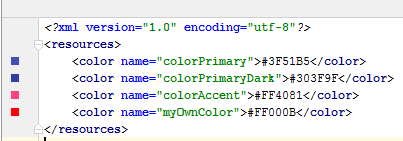 <?xml version="1.0" encoding="utf-8"?>
<resources>
    <color name="colorPrimary">#3F51B5</color>
    <color name="colorPrimaryDark">#303F9F</color>
    <color name="colorAccent">#FF4081</color>
    <color name="myOwnColor">#FF000B</color>
</resources>